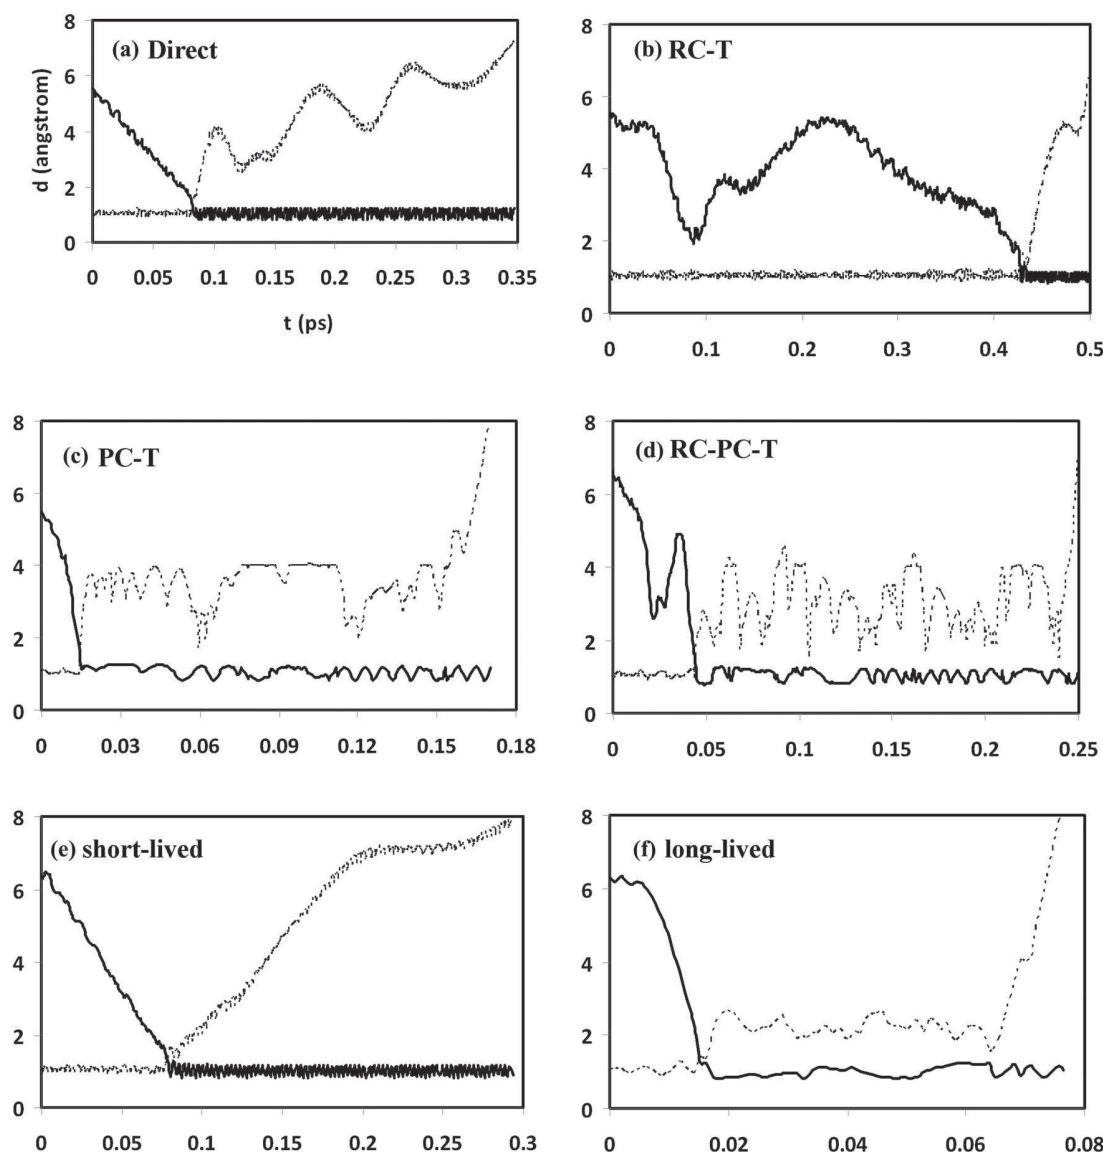 (a) Direct
d (angstrom)
8
6
4
2
0
0 0.05 0.1 0.15 0.2 0.25 0.3 0.35
t (ps)
(b) RC-T
8
6
4
2
0
0 0.1 0.2 0.3 0.4 0.5
(c) PC-T
8
6
4
2
0
0 0.03 0.06 0.09 0.12 0.15 0.18
(d) RC-PC-T
8
6
4
2
0
0 0.05 0.1 0.15 0.2 0.25
(e) short-lived
8
6
4
2
0
0 0.05 0.1 0.15 0.2 0.25 0.3
(f) long-lived
8
6
4
2
0
0 0.02 0.04 0.06 0.08